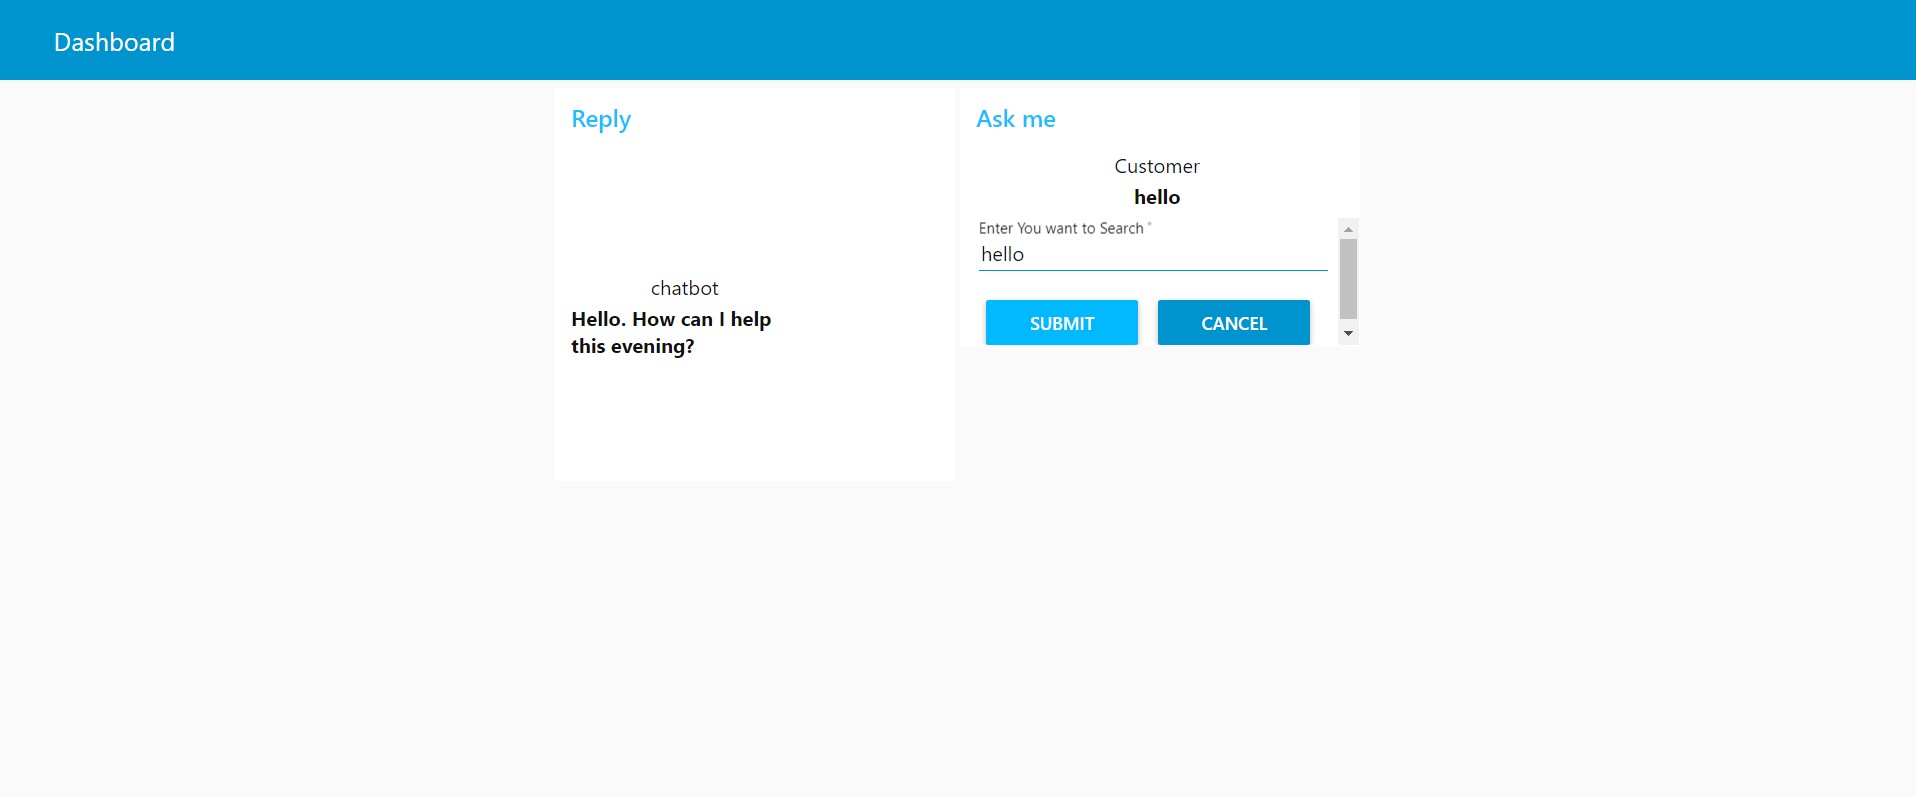 Dashboard
Reply
chatbot
Hello. How can I help
this evening?
Ask me
Customer
hello
Enter You want to Search *
hello
SUBMIT CANCEL